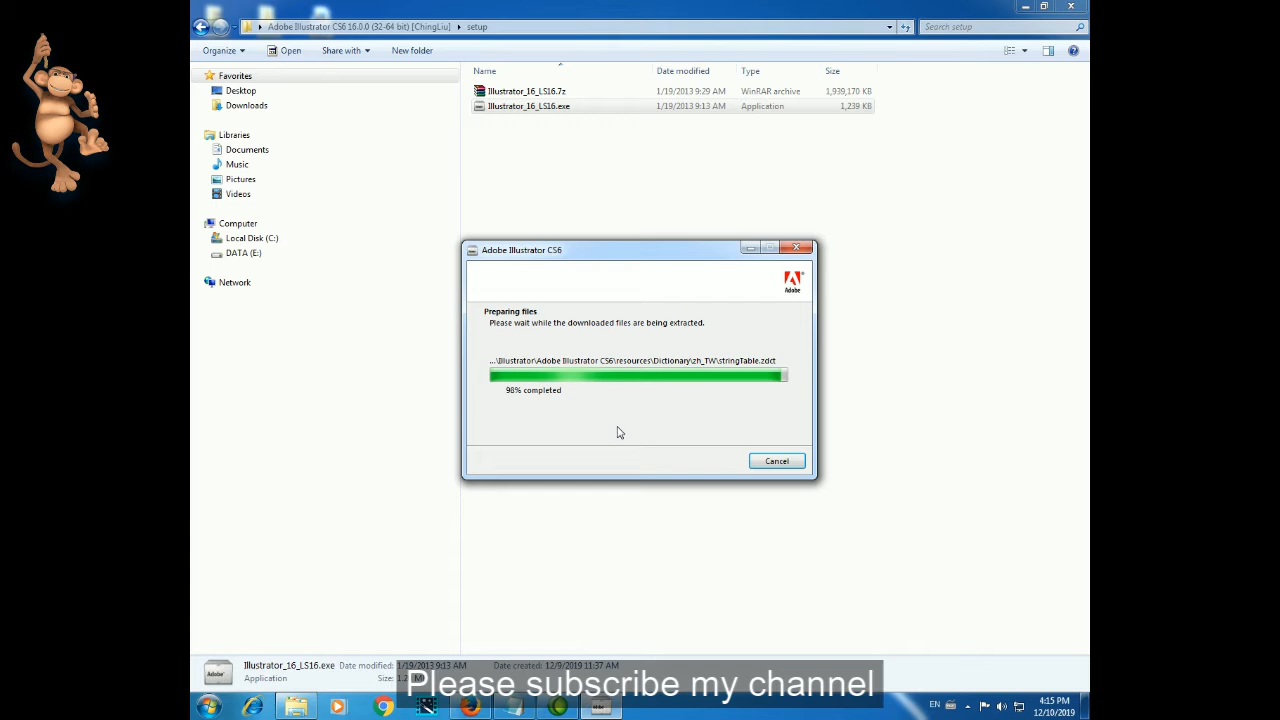 Adobe Illustrator CS6 16.0.0 (32-64 bit) [ChingLiu] setup
Search setup
Organize Open Share with New folder
Favorites
Desktop
Downloads
Libraries
Documents
Music
Pictures
Videos
Computer
Local Disk (C:)
DATA (E:)
Network
Name Date modified Type Size
Illustrator_16_LS16.7z 1/19/2013 9:29 AM WinRAR archive 1,939,170 KB
Illustrator_16_LS16.exe 1/19/2013 9:13 AM Application 1,239 KB
Adobe Illustrator CS6
Adobe
Preparing files
Please wait while the downloaded files are being extracted.
...\Illustrator\Adobe Illustrator CS6\resources\Dictionary\zh_TW\stringTable.zdct
98% completed
Cancel
Illustrator_16_LS16.exe Date modified: 1/19/2013 9:13 AM Date created: 12/9/2019 11:37 AM
Application Size:
Please subscribe my channel
EN
4:15 PM
12/10/2019